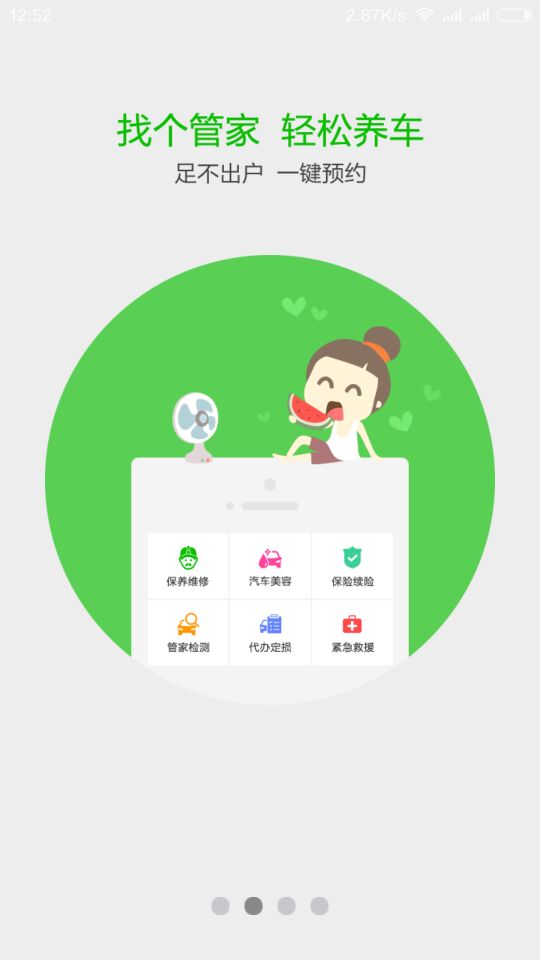 12:52 2.87K/s
找个管家 轻松养车
足不出户 一键预约
保养维修 汽车美容 保险续险
管家检测 代办定损 紧急救援